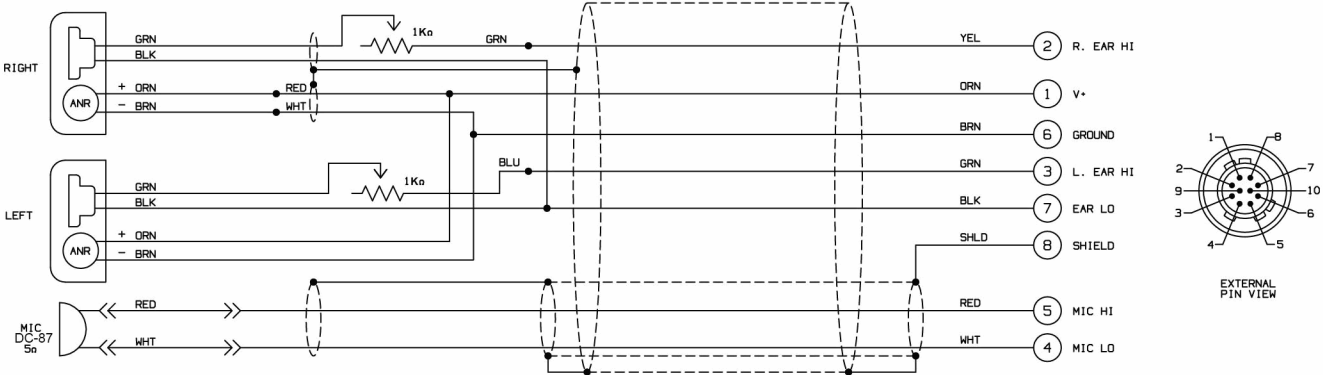 RIGHT
GRN
BLK
+ ORN
- BRN
ANR
RED
WHT
1KΩ
GRN
YEL
2 R. EAR HI
ORN
1 V+
BRN
6 GROUND
LEFT
GRN
BLK
+ ORN
- BRN
ANR
1KΩ
BLU
GRN
3 L. EAR HI
BLK
7 EAR LO
SHLD
8 SHIELD
MIC
DC-87
5Ω
RED
WHT
RED
5 MIC HI
WHT
4 MIC LO
1
8
2
7
9
10
3
6
4
5
EXTERNAL
PIN VIEW